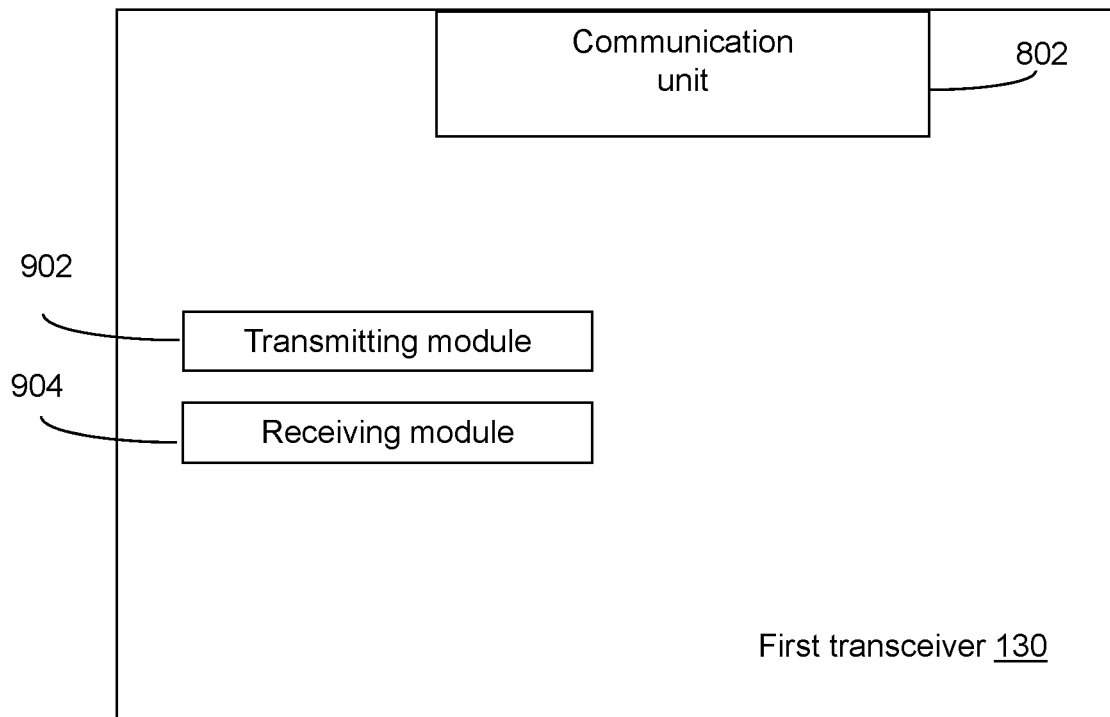 Communication
unit
802
902
Transmitting module
904
Receiving module
First transceiver 130